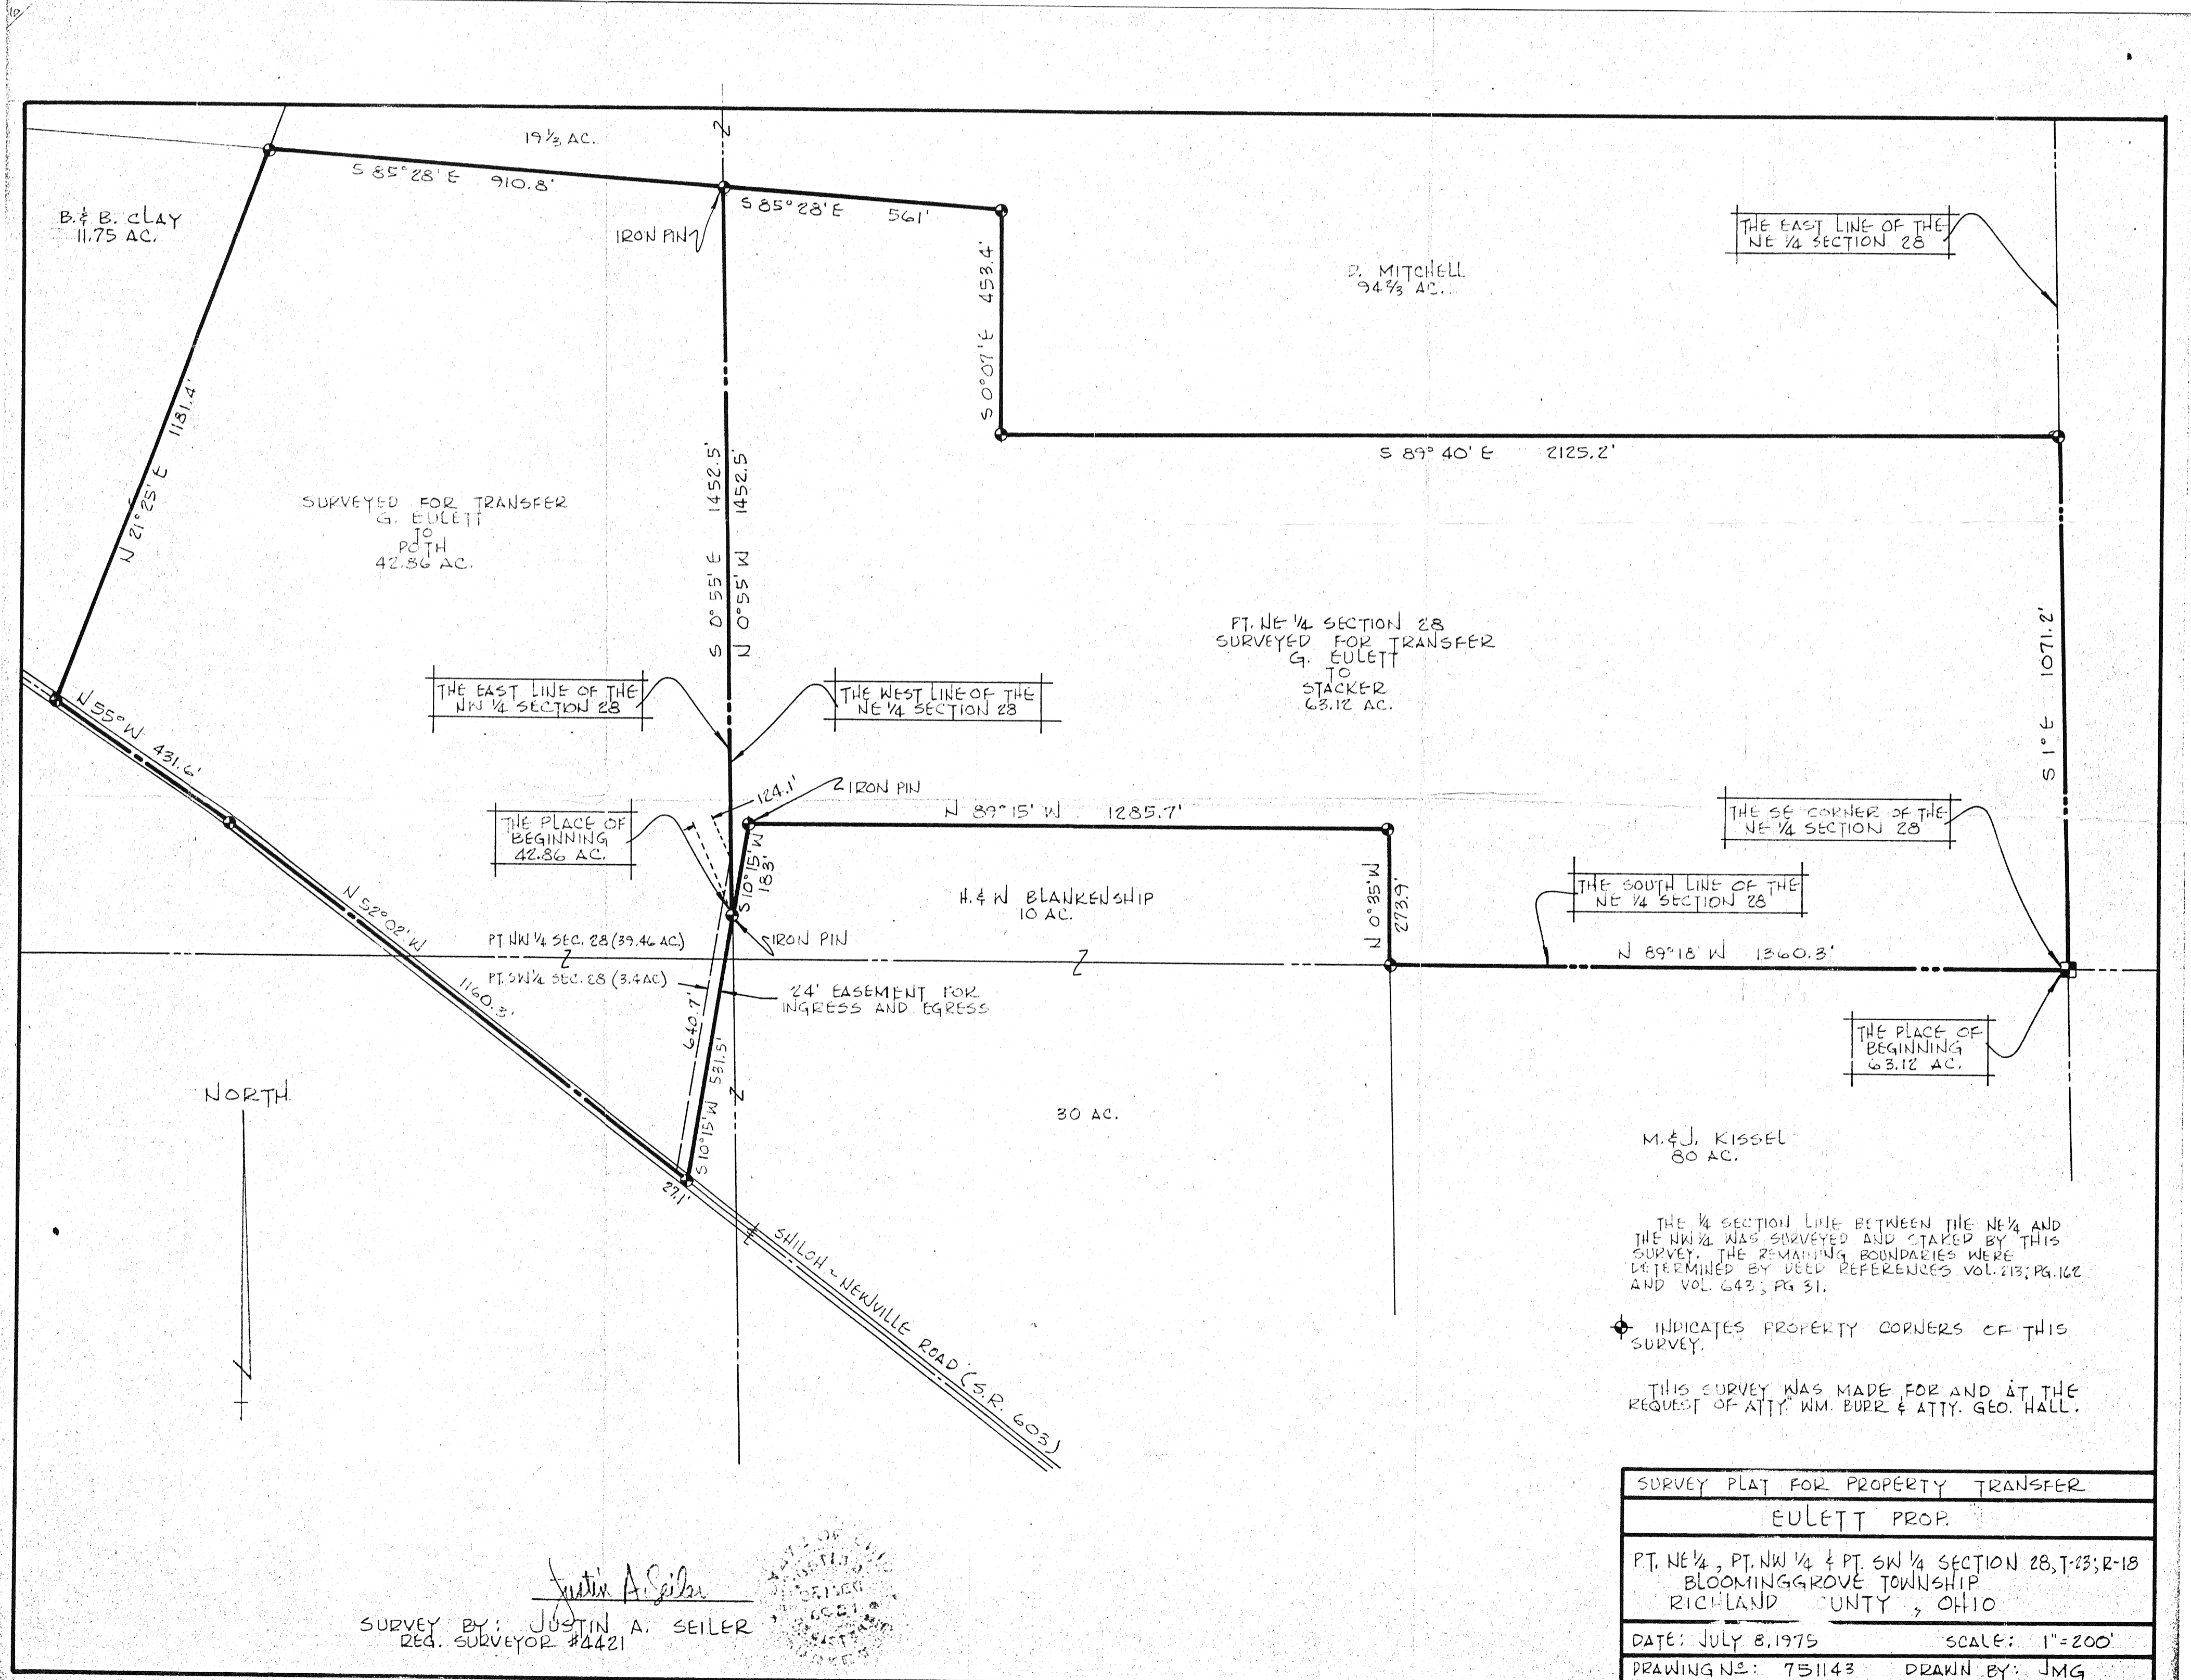 19⅓ AC.
S 85°28' E 910.8'
S 85°28' E 561'
B. & B. CLAY
11.75 AC.
IRON PIN
THE EAST LINE OF THE
NE ¼ SECTION 28
D. MITCHELL
94⅔ AC.
S 0°07' E 453.4'
N 21°25' E 1181.4'
S 89°40' E 2125.2'
S 0°55' E 1452.5'
N 0°55' W 1452.5'
SURVEYED FOR TRANSFER
G. EULETT
TO
POTH
42.86 AC.
PT. NE ¼ SECTION 28
SURVEYED FOR TRANSFER
G. EULETT
TO
STACKER
63.12 AC.
S 1° E 1071.2'
THE EAST LINE OF THE
NW ¼ SECTION 28
THE WEST LINE OF THE
NE ¼ SECTION 28
N 55° W 431.6'
124.1'
IRON PIN
N 89°15' W 1285.7'
THE PLACE OF
BEGINNING
42.86 AC.
S 10°15' W
183'
THE SE CORNER OF THE
NE ¼ SECTION 28
H. & W BLANKENSHIP
10 AC.
N 0°35' W
273.9'
THE SOUTH LINE OF THE
NE ¼ SECTION 28
N 52°02' W 1160.3'
PT. NW ¼ SEC. 28 (39.46 AC.)
IRON PIN
PT. SW ¼ SEC. 28 (3.4 AC)
N 89°18' W 1360.3'
640.7'
24' EASEMENT FOR
INGRESS AND EGRESS
S 10°15' W 531.5'
THE PLACE OF
BEGINNING
63.12 AC.
NORTH
30 AC.
27.1'
M. & J. KISSEL
80 AC.
SHILOH ~ NEWVILLE ROAD (S.R. 603)
THE ¼ SECTION LINE BETWEEN THE NE ¼ AND
THE NW ¼ WAS SURVEYED AND STAKED BY THIS
SURVEY. THE REMAINING BOUNDARIES WERE
DETERMINED BY DEED REFERENCES VOL. 213; PG. 162
AND VOL. 643; PG 31.
INDICATES PROPERTY CORNERS OF THIS
SURVEY.
THIS SURVEY WAS MADE FOR AND AT THE
REQUEST OF ATTY. WM. BURR & ATTY. GEO. HALL.
Justin A. Seiler
SURVEY BY: JUSTIN A. SEILER
REG. SURVEYOR #4421
SURVEY PLAT FOR PROPERTY TRANSFER
EULETT PROP.
PT. NE ¼, PT. NW ¼ & PT. SW ¼ SECTION 28, T-23; R-18
BLOOMINGGROVE TOWNSHIP
RICHLAND UNTY, OHIO
DATE: JULY 8, 1975 SCALE: 1"=200'
DRAWING Nº: 751143 DRAWN BY: JMG